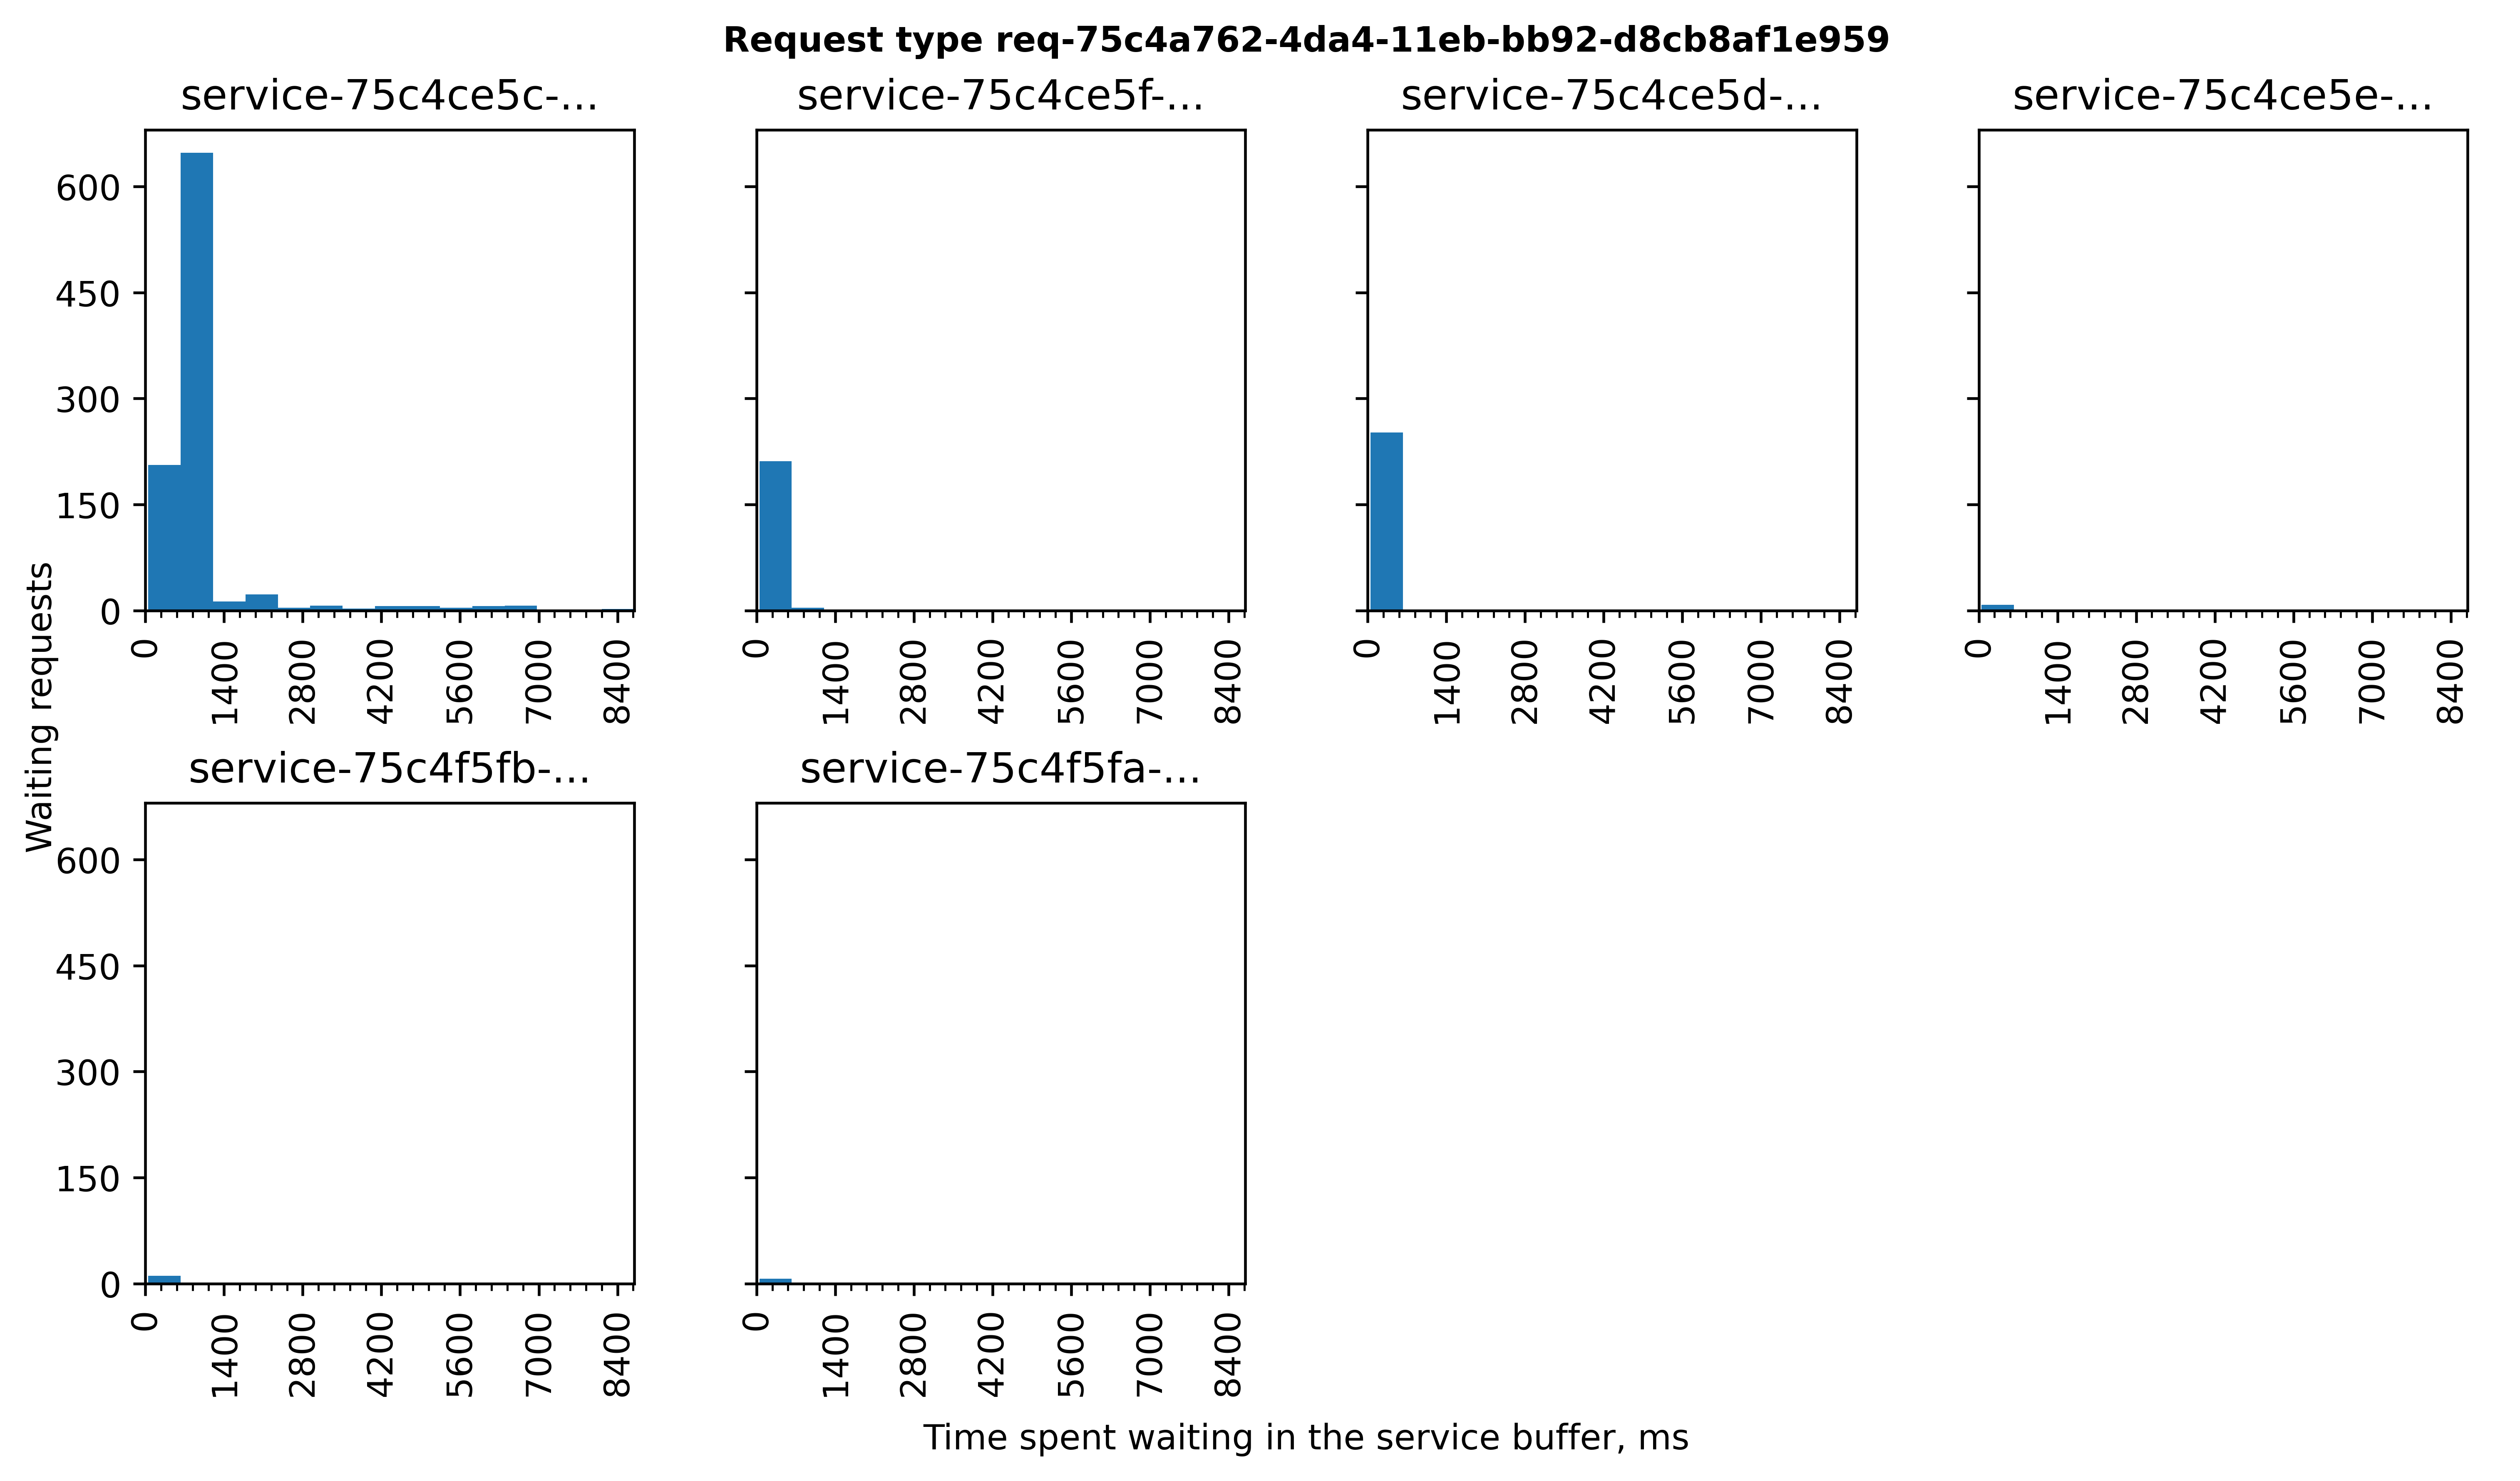 Request type req-75c4a762-4da4-11eb-bb92-d8cb8af1e959
service-75c4ce5c-...
service-75c4ce5f-...
service-75c4ce5d-...
service-75c4ce5e-...
600
450
300
150
0
0 1400 2800 4200 5600 7000 8400
0 1400 2800 4200 5600 7000 8400
0 1400 2800 4200 5600 7000 8400
0 1400 2800 4200 5600 7000 8400
Waiting requests
service-75c4f5fb-...
service-75c4f5fa-...
600
450
300
150
0
0 1400 2800 4200 5600 7000 8400
0 1400 2800 4200 5600 7000 8400
Time spent waiting in the service buffer, ms